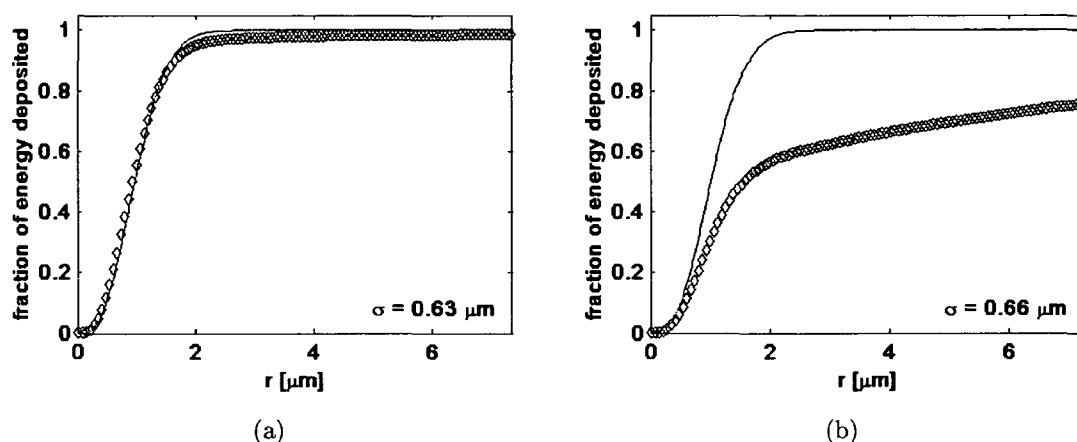 1
0.8
0.6
0.4
0.2
0
fraction of energy deposited
0 2 4 6
r [μm]
σ = 0.63 μm
(a)
1
0.8
0.6
0.4
0.2
0
fraction of energy deposited
0 2 4 6
r [μm]
σ = 0.66 μm
(b)